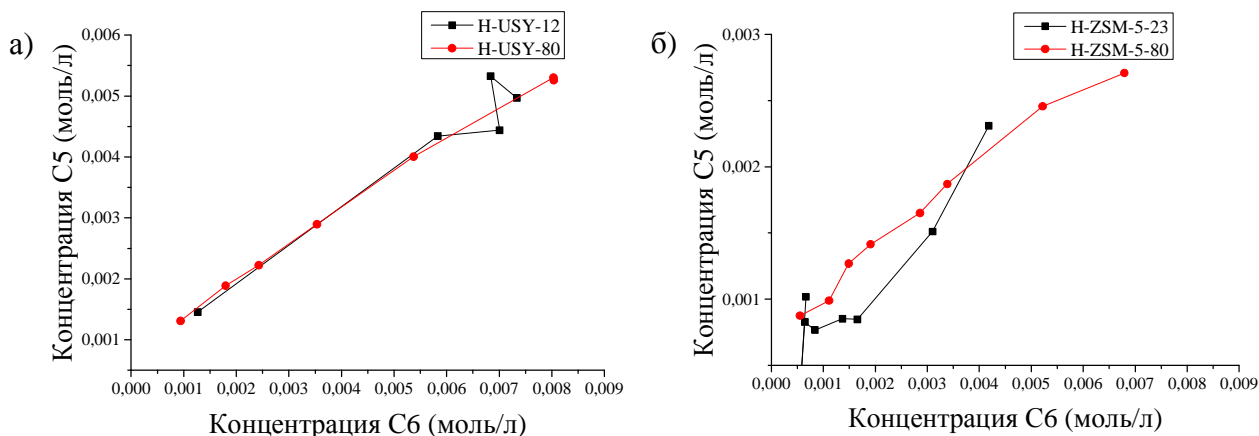 а)
H-USY-12
H-USY-80
Концентрация C5 (моль/л)
0,006
0,005
0,004
0,003
0,002
0,001
0,000 0,001 0,002 0,003 0,004 0,005 0,006 0,007 0,008 0,009
Концентрация C6 (моль/л)
б)
H-ZSM-5-23
H-ZSM-5-80
Концентрация C5 (моль/л)
0,003
0,002
0,001
0,000 0,001 0,002 0,003 0,004 0,005 0,006 0,007 0,008 0,009
Концентрация C6 (моль/л)